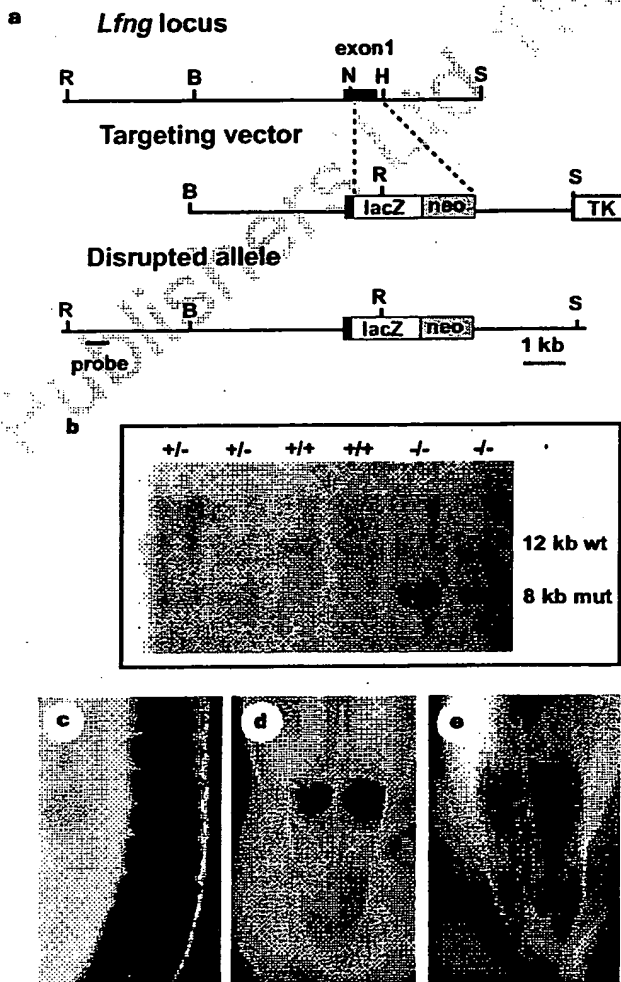 a
Lfng locus
exon1
R B N H S
Targeting vector
B R S
lacZ neo TK
Disrupted allele
R B R S
lacZ neo
probe
1 kb
b
+/- +/- +/+ +/+ -/- -/-
12 kb wt
8 kb mut
c d e